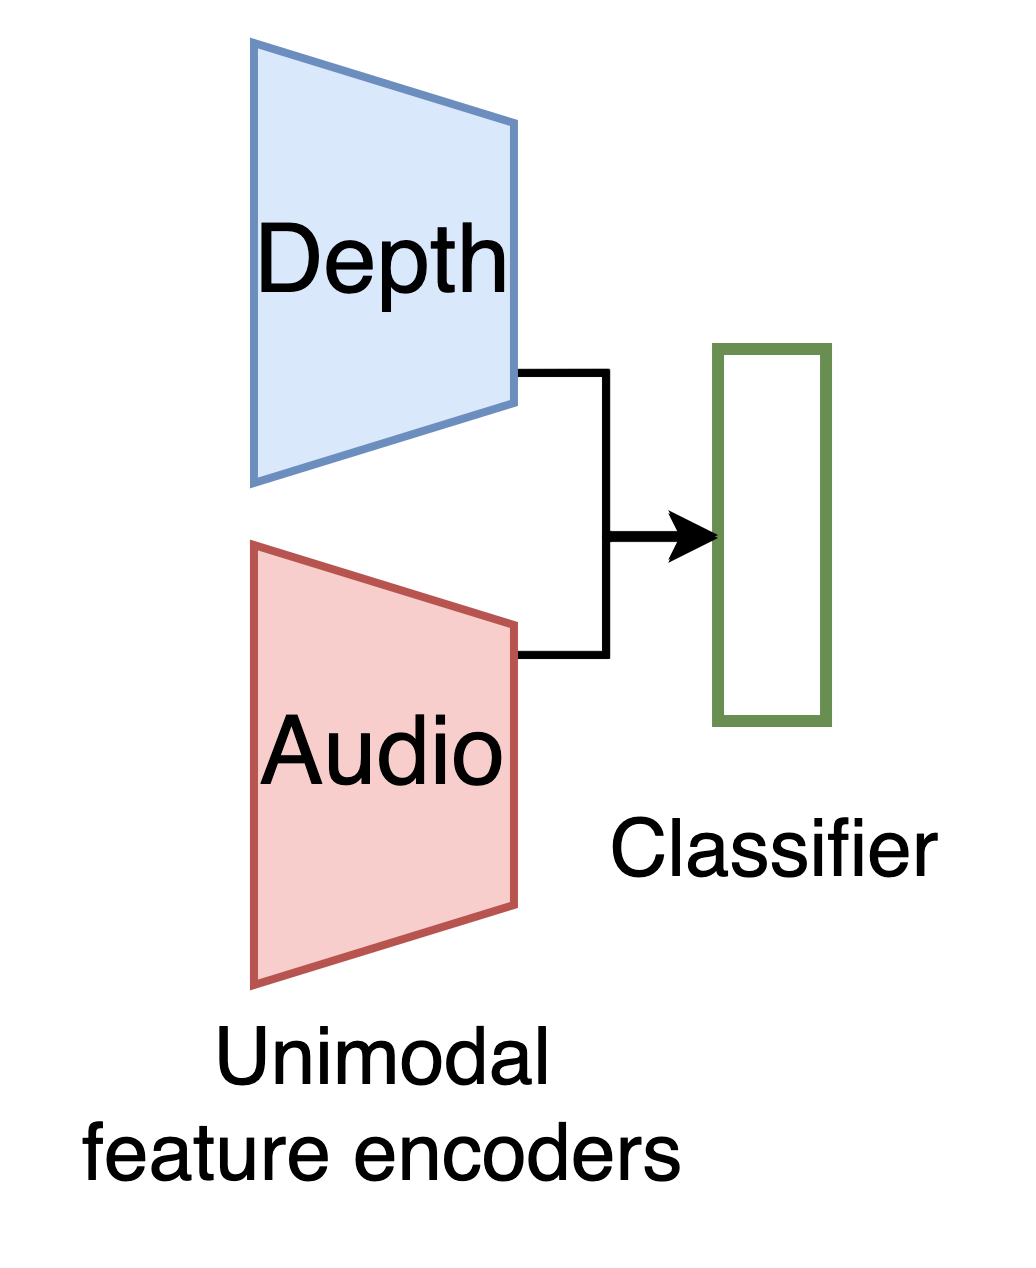 Depth
Audio
Classifier
Unimodal
feature encoders